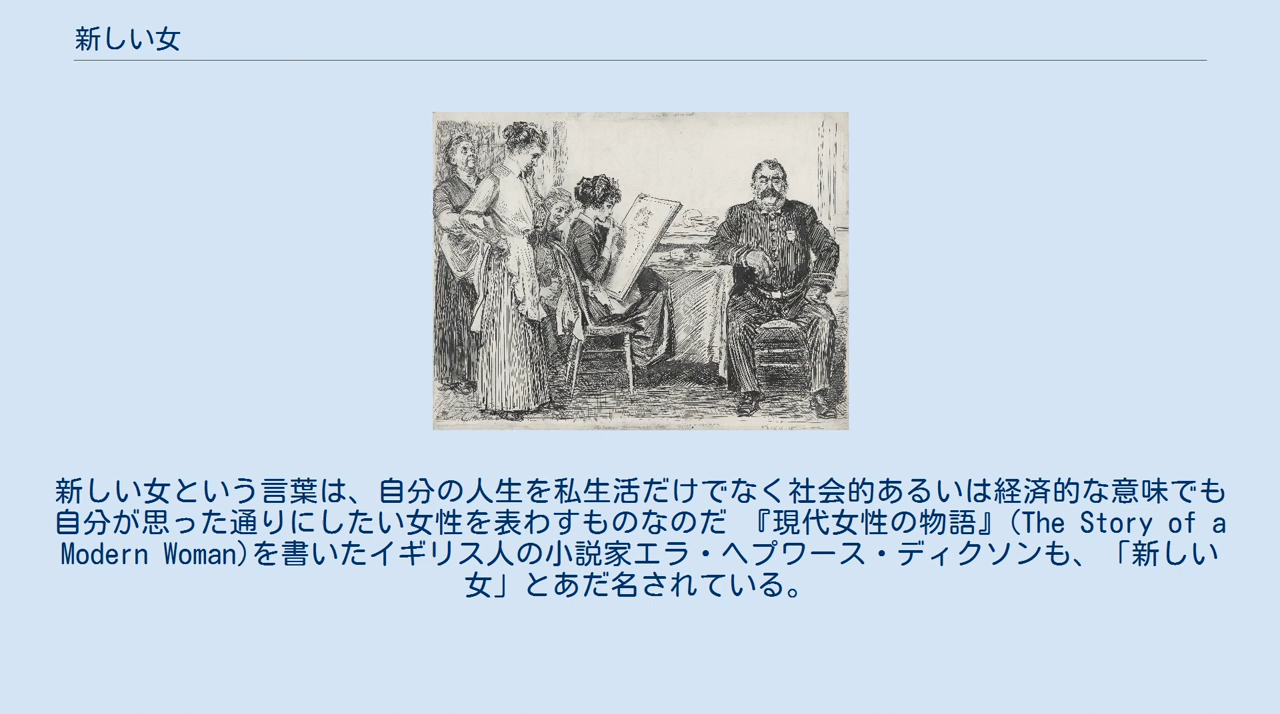 新しい女
新しい女という言葉は、自分の人生を私生活だけでなく社会的あるいは経済的な意味でも
自分が思った通りにしたい女性を表わすものなのだ 『現代女性の物語』(The Story of a
Modern Woman)を書いたイギリス人の小説家エラ・ヘプワース・ディクソンも、「新しい
女」とあだ名されている。